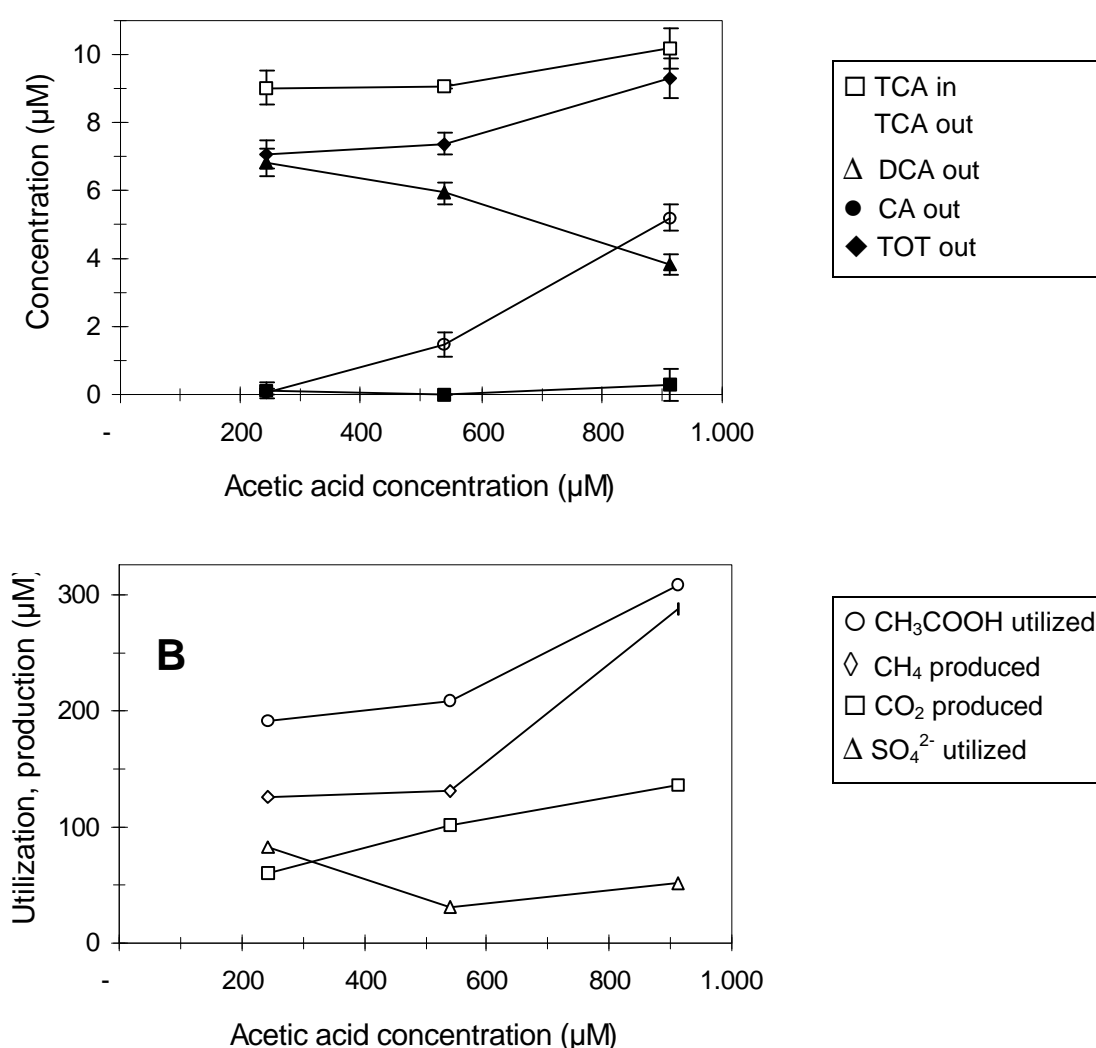 10
8
6
4
2
0
Concentration (µM)
-
200 400 600 800 1.000
Acetic acid concentration (µM)
TCA in
TCA out
DCA out
CA out
TOT out
300
200
100
0
Utilization, production (µM)
B
-
200 400 600 800 1.000
Acetic acid concentration (µM)
CH₃COOH utilized
CH₄ produced
CO₂ produced
SO₄²⁻ utilized